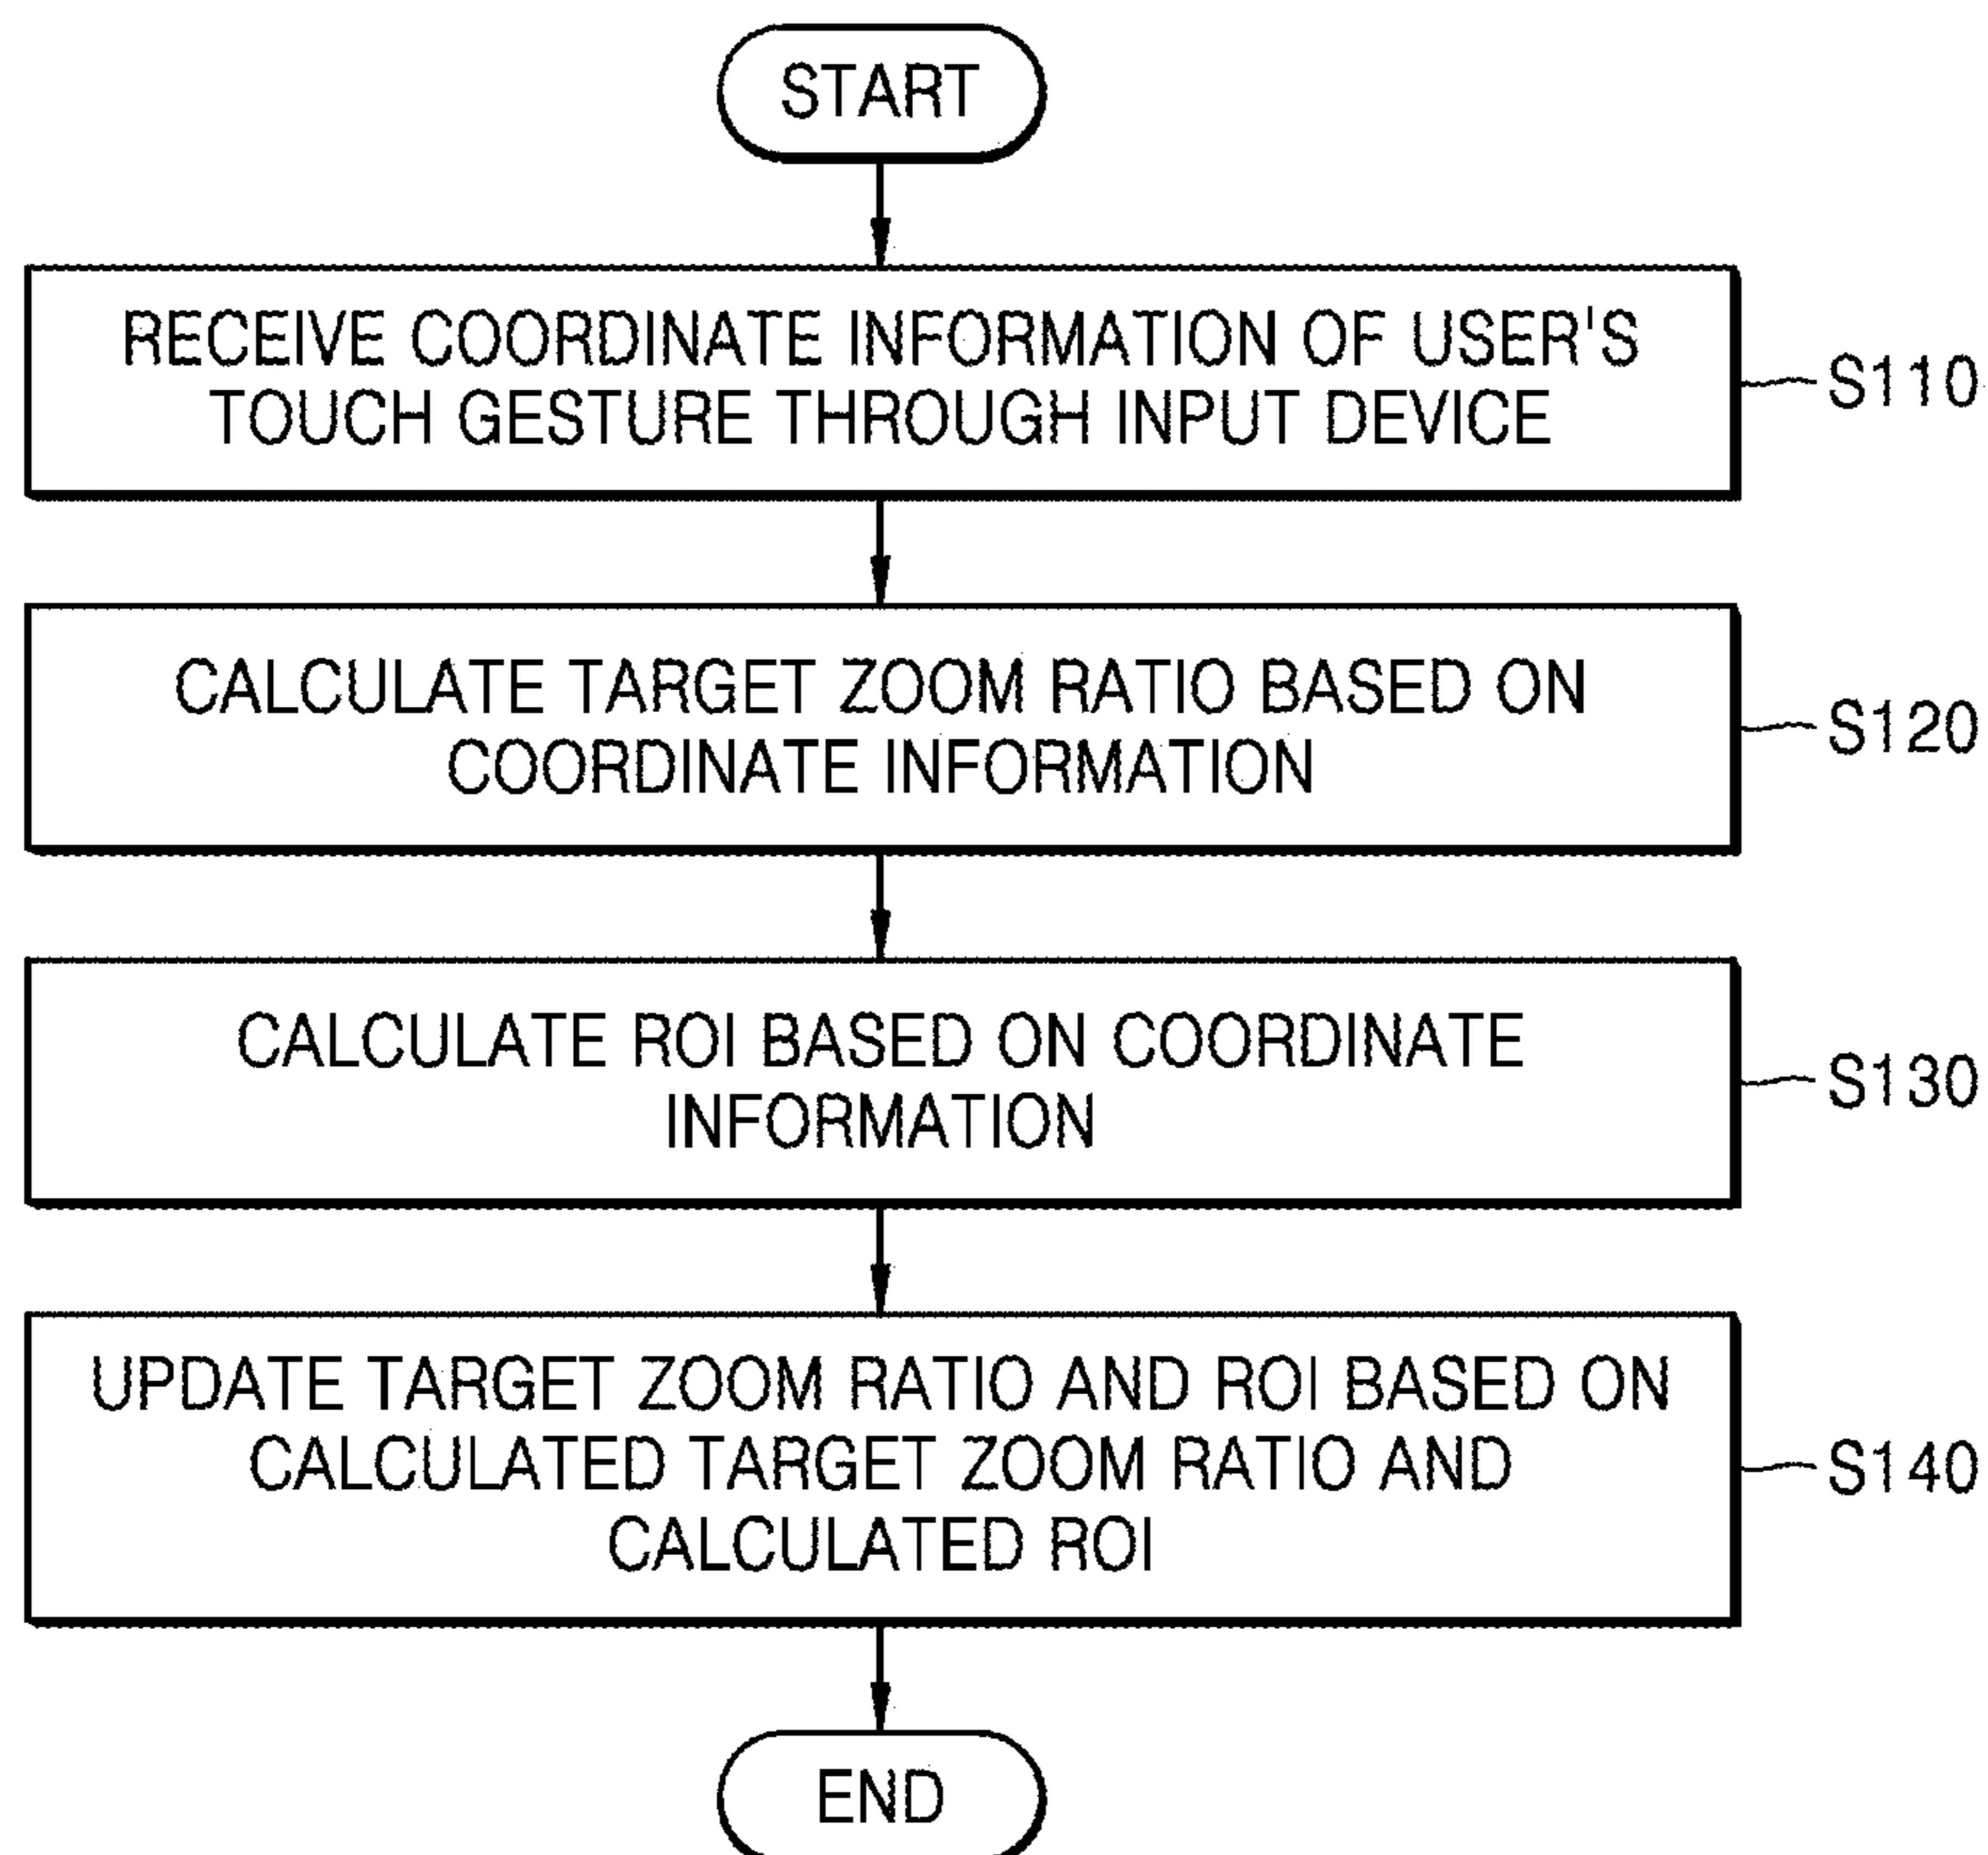 START
RECEIVE COORDINATE INFORMATION OF USER'S
TOUCH GESTURE THROUGH INPUT DEVICE
S110
CALCULATE TARGET ZOOM RATIO BASED ON
COORDINATE INFORMATION
S120
CALCULATE ROI BASED ON COORDINATE
INFORMATION
S130
UPDATE TARGET ZOOM RATIO AND ROI BASED ON
CALCULATED TARGET ZOOM RATIO AND
CALCULATED ROI
S140
END